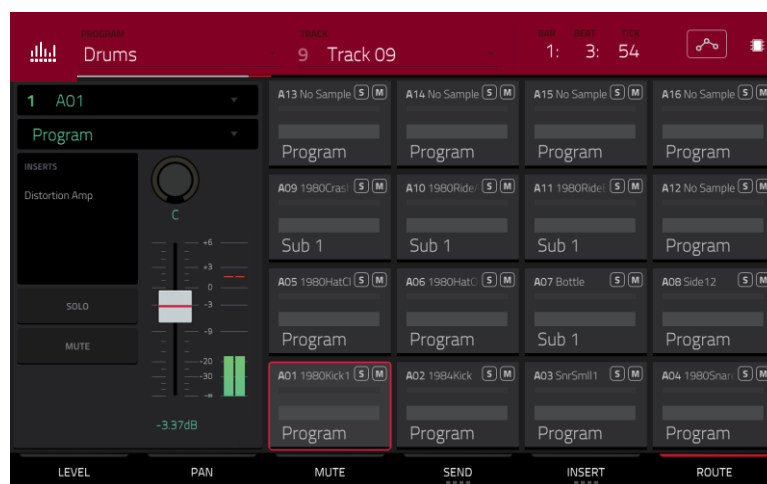 PROGRAM
TRACK
BAR BEAT TICK
Drums
9 Track 09
1: 3: 54
1 A01
Program
INSERTS
Distortion Amp
C
+6
+3
0
-3
-9
-20
-30
-∞
SOLO
MUTE
-3.37dB
A13 No Sample S M
A14 No Sample S M
A15 No Sample S M
A16 No Sample S M
Program
Program
Program
Program
A09 1980Cras S M
A10 1980Ride S M
A11 1980Ride S M
A12 No Sample S M
Sub 1
Sub 1
Sub 1
Program
A05 1980HatCl S M
A06 1980HatC S M
A07 Bottle S M
A08 Side12 S M
Program
Program
Sub 1
Program
A01 1980Kick1 S M
A02 1984Kick S M
A03 SnrSmll1 S M
A04 1980Snar S M
Program
Program
Program
Program
LEVEL
PAN
MUTE
SEND
INSERT
ROUTE